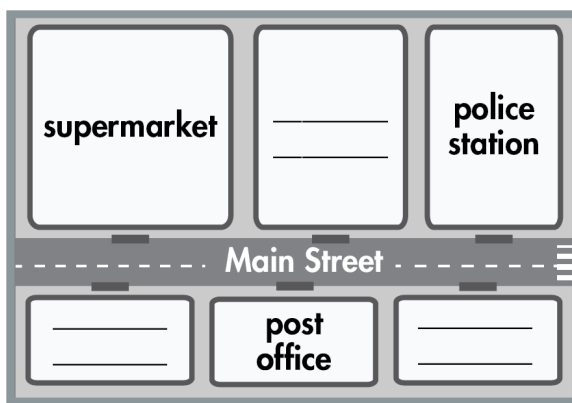 supermarket
police
station
Main Street
post
office